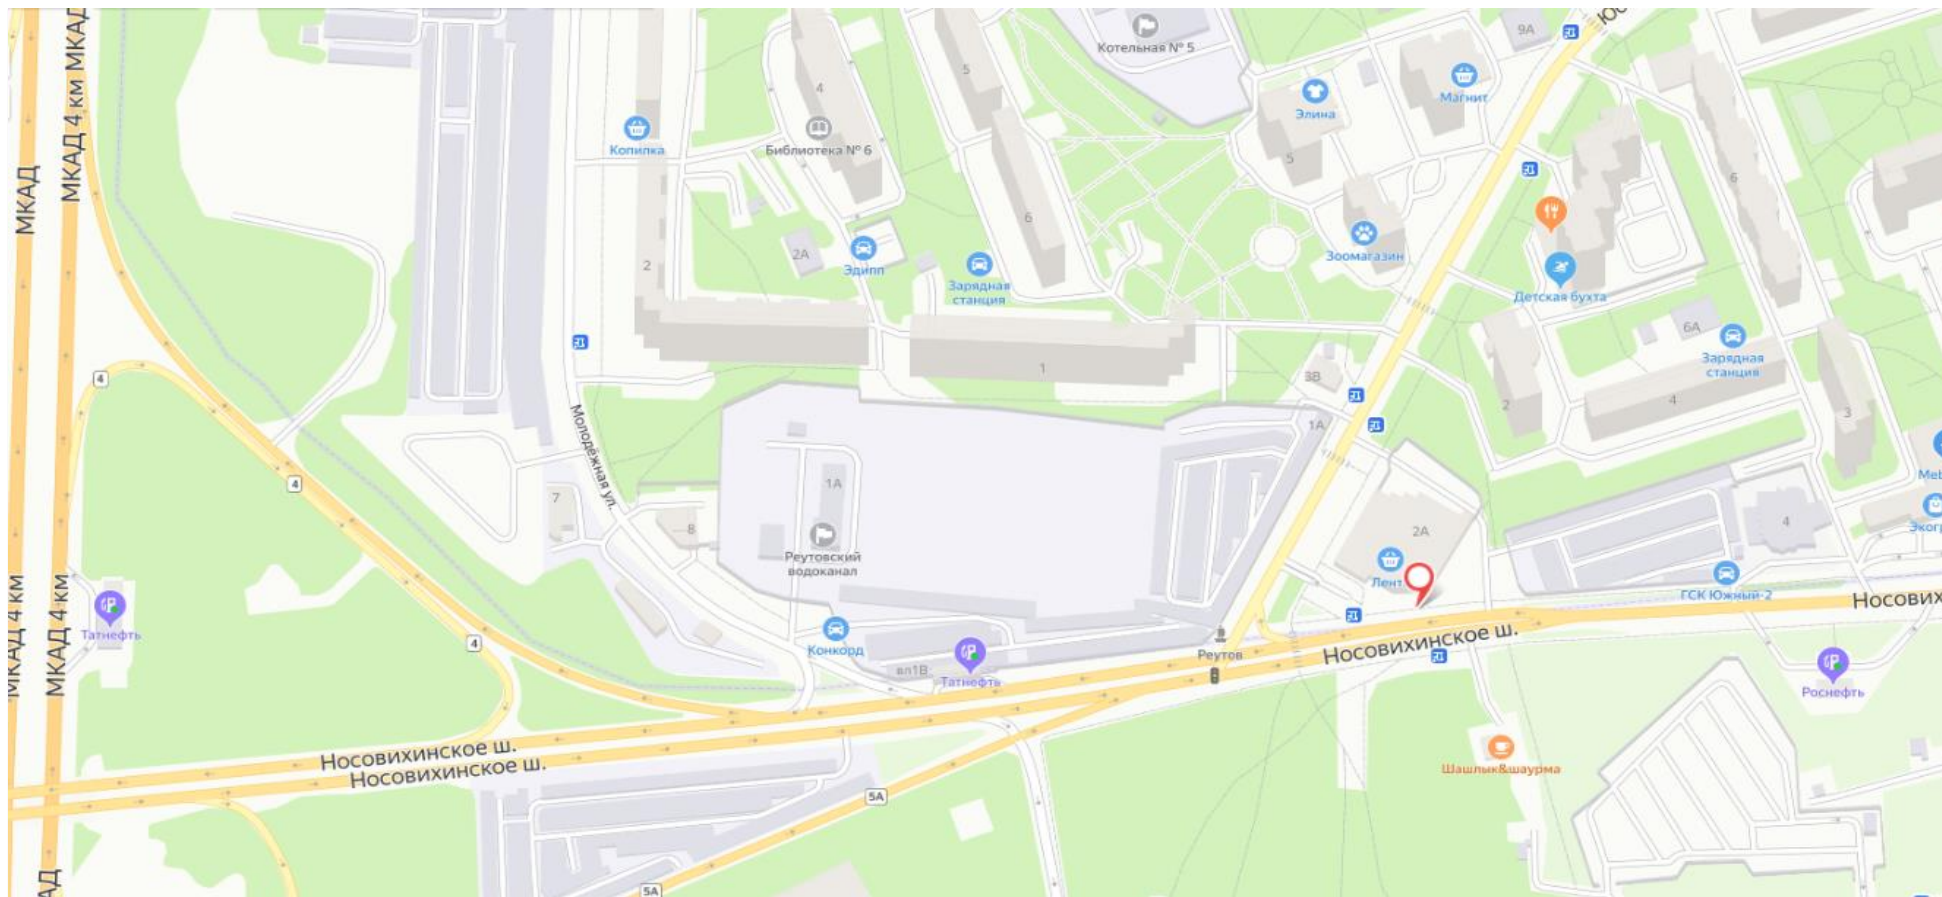 МКАД 4 км МКАД
МКАД
МКАД 4 км
МКАД 4 км
МКАД
4
4
4
Татнефть
Копилка
4
Библиотека № 6
2А
Эдипп
2
Зарядная
станция
5
6
1
Котельная № 5
9А
Магнит
Элина
5
Зоомагазин
Детская бухта
6
6А
Зарядная
станция
2
4
3
3В
1А
Молодёжная ул.
7
8
1А
Реутовский
водоканал
2А
4
ГСК Южный-2
Конкорд
вл1В
Татнефть
Реутов
Носовихинское ш.
Роснефть
Шашлык&шаурма
Носовихинское ш.
Носовихинское ш.
5А
5А